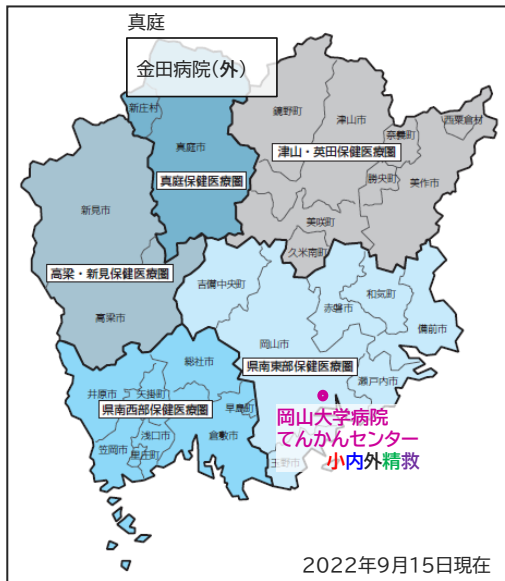 真庭
金田病院(外)
新庄村
真庭市
真庭保健医療圏
鏡野町
津山市
奈義町
西粟倉村
津山・英田保健医療圏
勝央町
美作市
美咲町
久米南町
新見市
高梁・新見保健医療圏
高梁市
吉備中央町
赤磐市
和気町
備前市
岡山市
県南東部保健医療圏
瀬戸内市
総社市
井原市
矢掛町
県南西部保健医療圏
早島町
浅口市
倉敷市
笠岡市
里庄町
玉野市
岡山大学病院
てんかんセンター
小内外精救
2022年9月15日現在